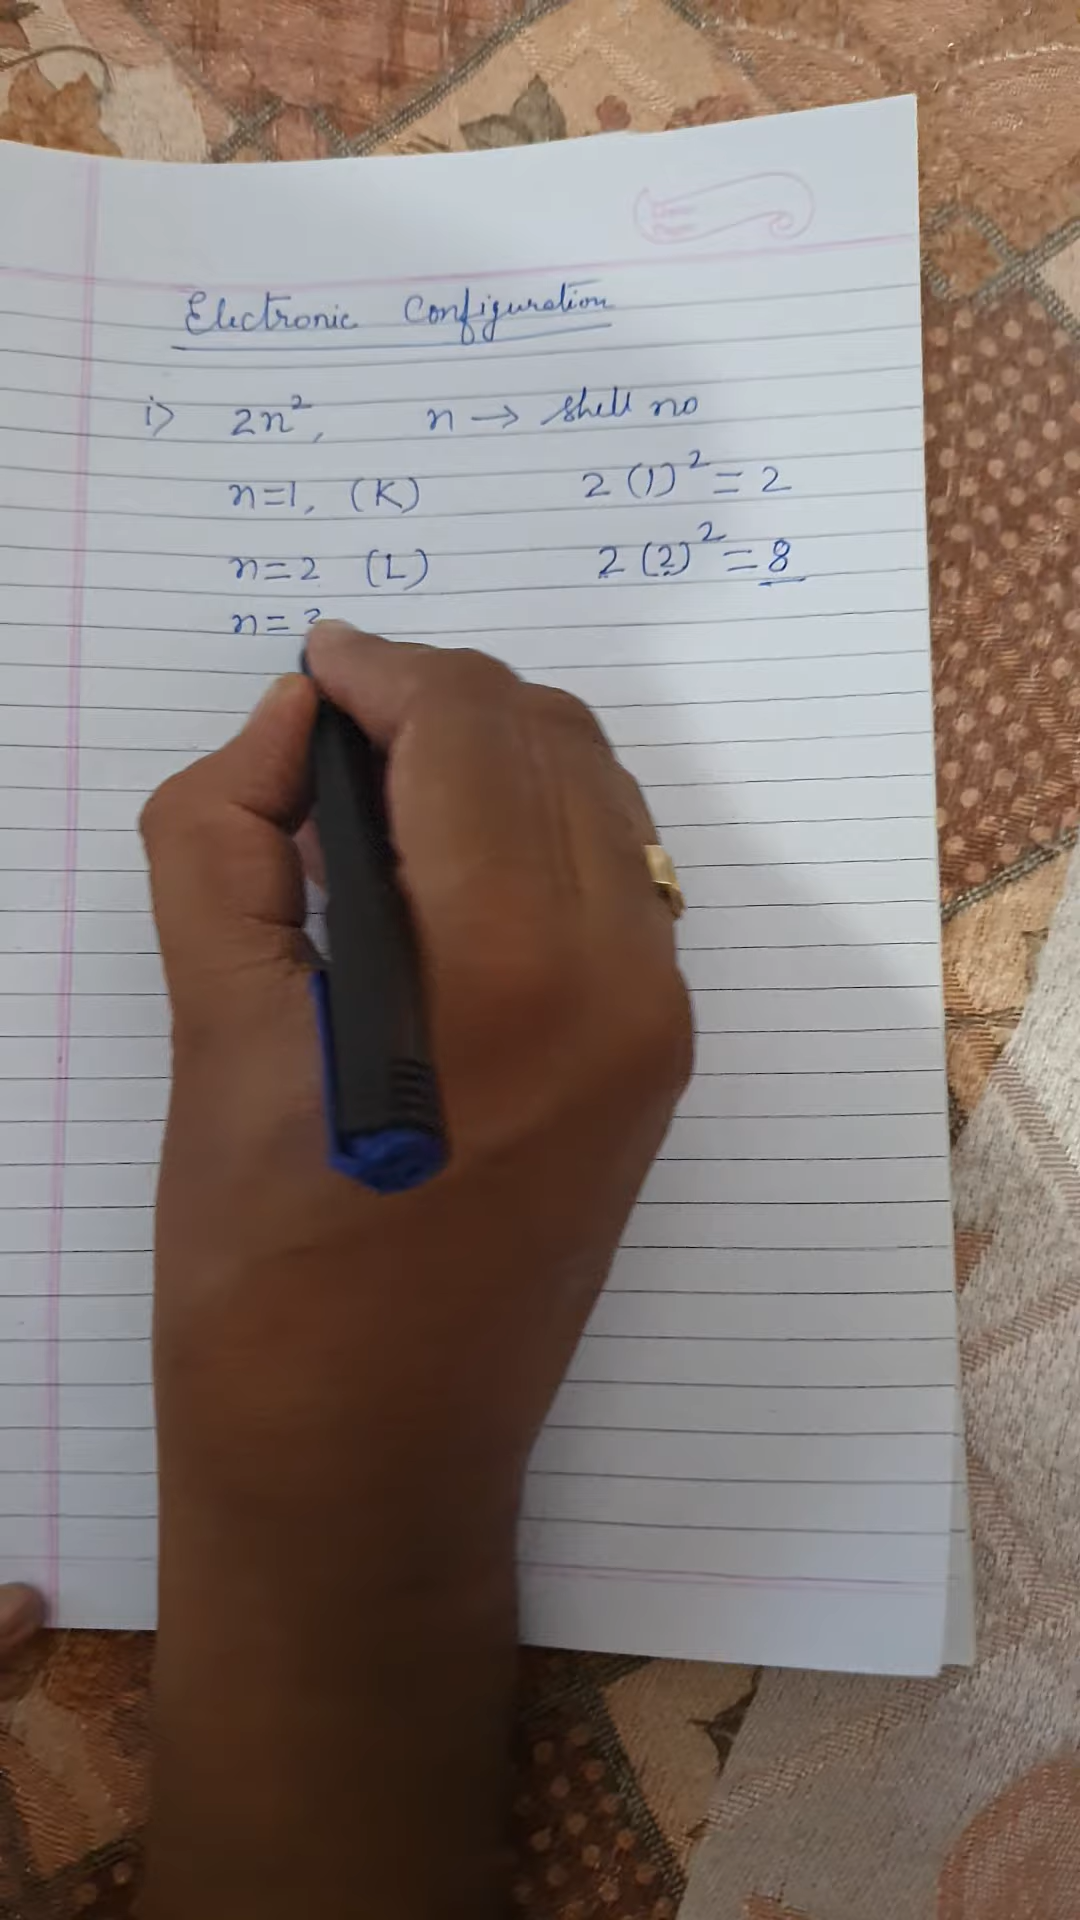 Electronic Configuration
i> 2n², n → shell no
n=1, (K) 2 (1)² = 2
n=2 (L) 2 (2)² = 8
n=